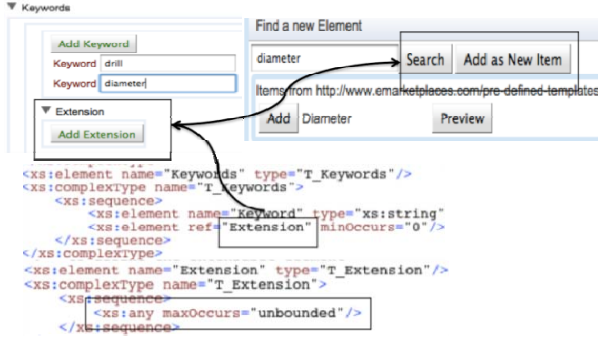 Keywords
Add Keyword
Keyword drill
Keyword diameter
Extension
Add Extension
Find a new Element
diameter Search Add as New Item
Items from http://www.emarketplaces.com/pre-defined-templates
Add Diameter Preview
<xs:element name="Keywords" type="T_Keywords"/>
<xs:complexType name="T_Keywords">
<xs:sequence>
<xs:element name="Keyword" type="xs:string"
<xs:element ref="Extension" minOccurs="0"/>
</xs:sequence>
</xs:complexType>
<xs:element name="Extension" type="T_Extension"/>
<xs:complexType name="T_Extension">
<xs:sequence>
<xs:any maxOccurs="unbounded"/>
</xs:sequence>